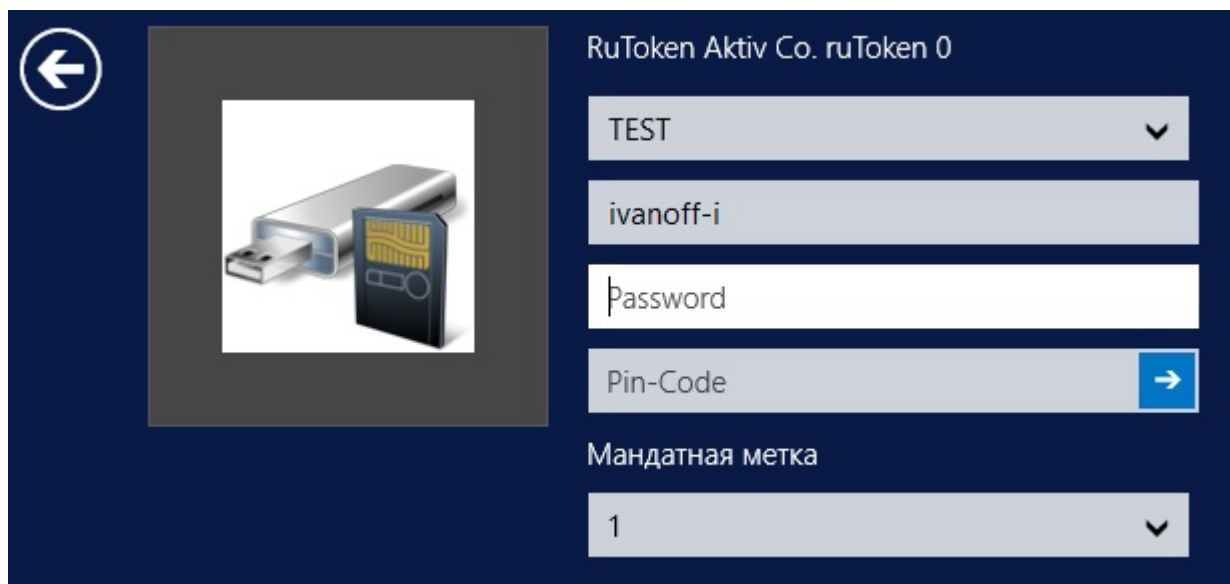 RuToken Aktiv Co. ruToken 0
TEST
ivanoff-i
Password
Pin-Code
Мандатная метка
1